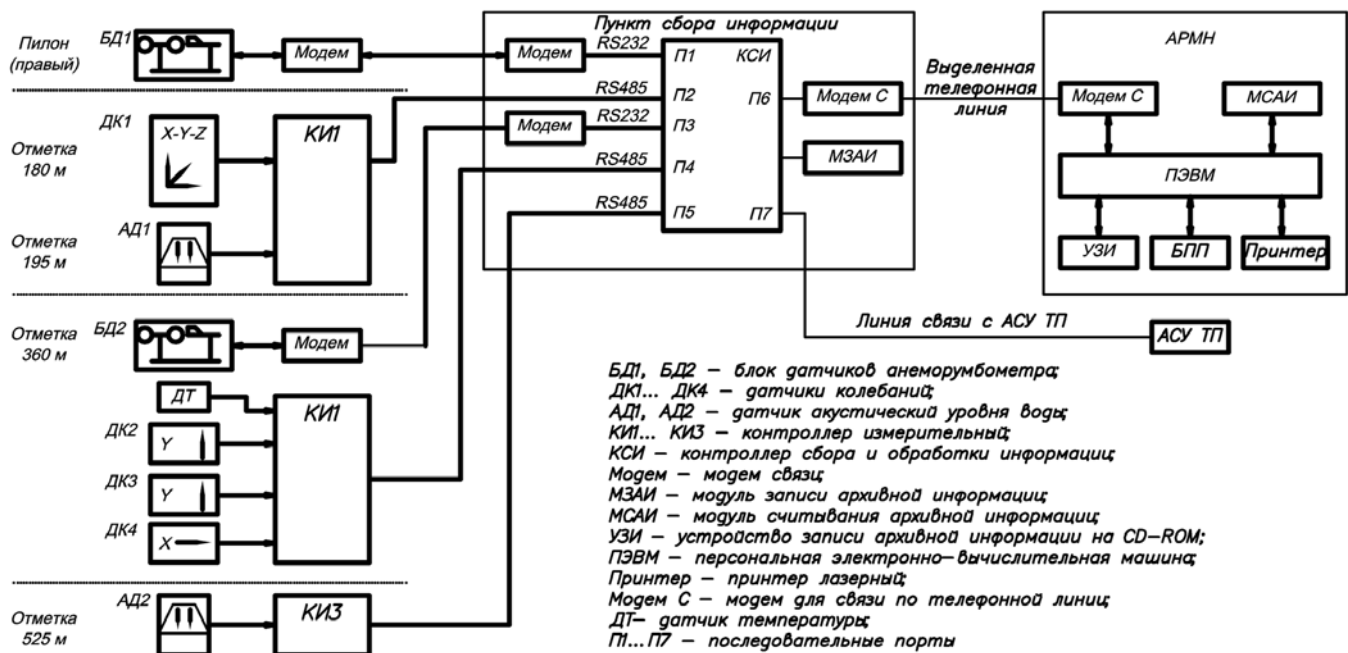 Пилон
(правый)
БД1
Модем
Модем
RS232
Пункт сбора информации
П1
КСИ
RS485
П2
П6
Модем С
Выделенная
телефонная
линия
АРМН
Модем С
МСАИ
Отметка
180 м
ДК1
X-Y-Z
КИ1
Модем
RS232
П3
МЗАИ
RS485
П4
ПЭВМ
RS485
П5
П7
УЗИ
БПП
Принтер
Отметка
195 м
АД1
Отметка
360 м
БД2
Модем
Линия связи с АСУ ТП
АСУ ТП
ДТ
КИ1
ДК2
Y
ДК3
Y
ДК4
X
Отметка
525 м
АД2
КИ3
БД1, БД2 – блок датчиков анеморумбометра;
ДК1... ДК4 – датчики колебаний;
АД1, АД2 – датчик акустический уровня воды;
КИ1... КИ3 – контроллер измерительный;
КСИ – контроллер сбора и обработки информации;
Модем – модем связи;
МЗАИ – модуль записи архивной информации;
МСАИ – модуль считывания архивной информации;
УЗИ – устройство записи архивной информации на CD-ROM;
ПЭВМ – персональная электронно-вычислительная машина;
Принтер – принтер лазерный;
Модем С – модем для связи по телефонной линии;
ДТ– датчик температуры;
П1...П7 – последовательные порты